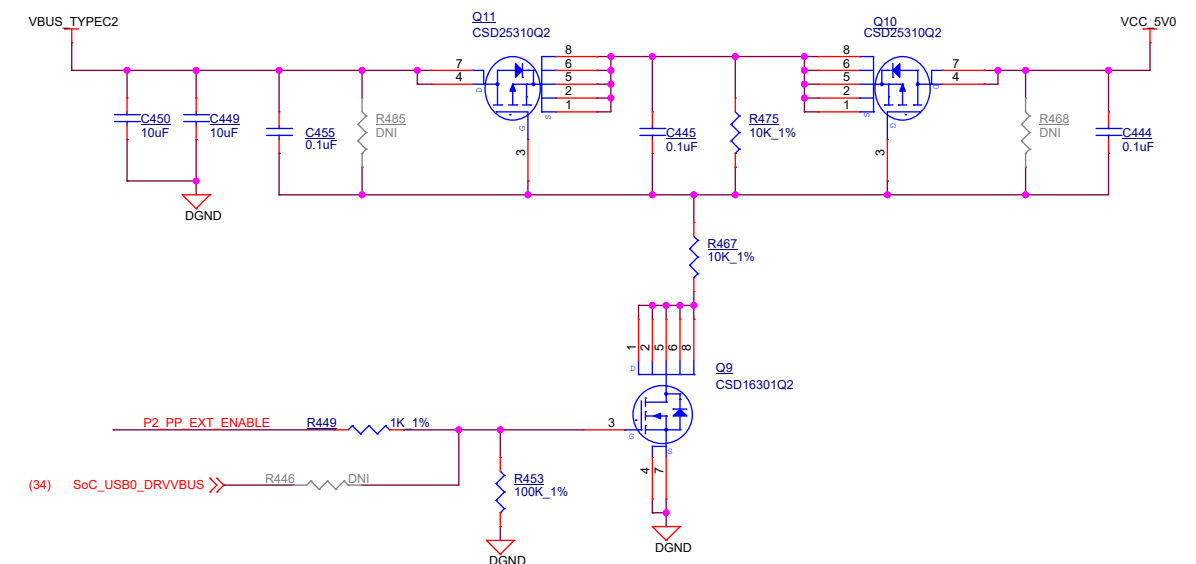 VBUS_TYPEC2
Q11
CSD25310Q2
Q10
CSD25310Q2
VCC_5V0
7
4
D
8
6
5
2
1
S
G
3
8
6
5
2
1
S
G
3
7
4
D
C450
10uF
C449
10uF
C455
0.1uF
R485
DNI
C445
0.1uF
R475
10K_1%
R468
DNI
C444
0.1uF
DGND
R467
10K_1%
1
2
5
6
8
D
Q9
CSD16301Q2
P2_PP_EXT_ENABLE
R449
1K_1%
3
G
S
4
7
(34)
SoC_USB0_DRVVBUS
R446
DNI
R453
100K_1%
DGND
DGND